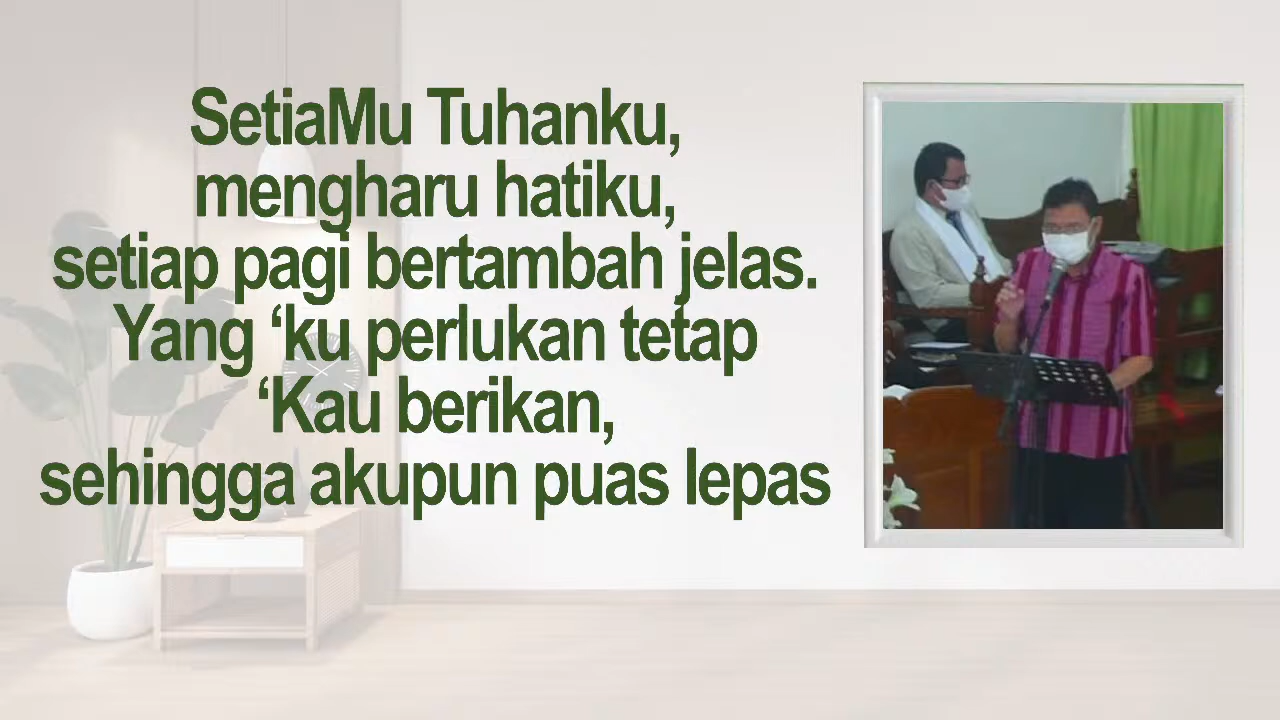 SetiaMu Tuhanku,
mengharu hatiku,
setiap pagi bertambah jelas.
Yang ‘ku perlukan tetap
‘Kau berikan,
sehingga akupun puas lepas